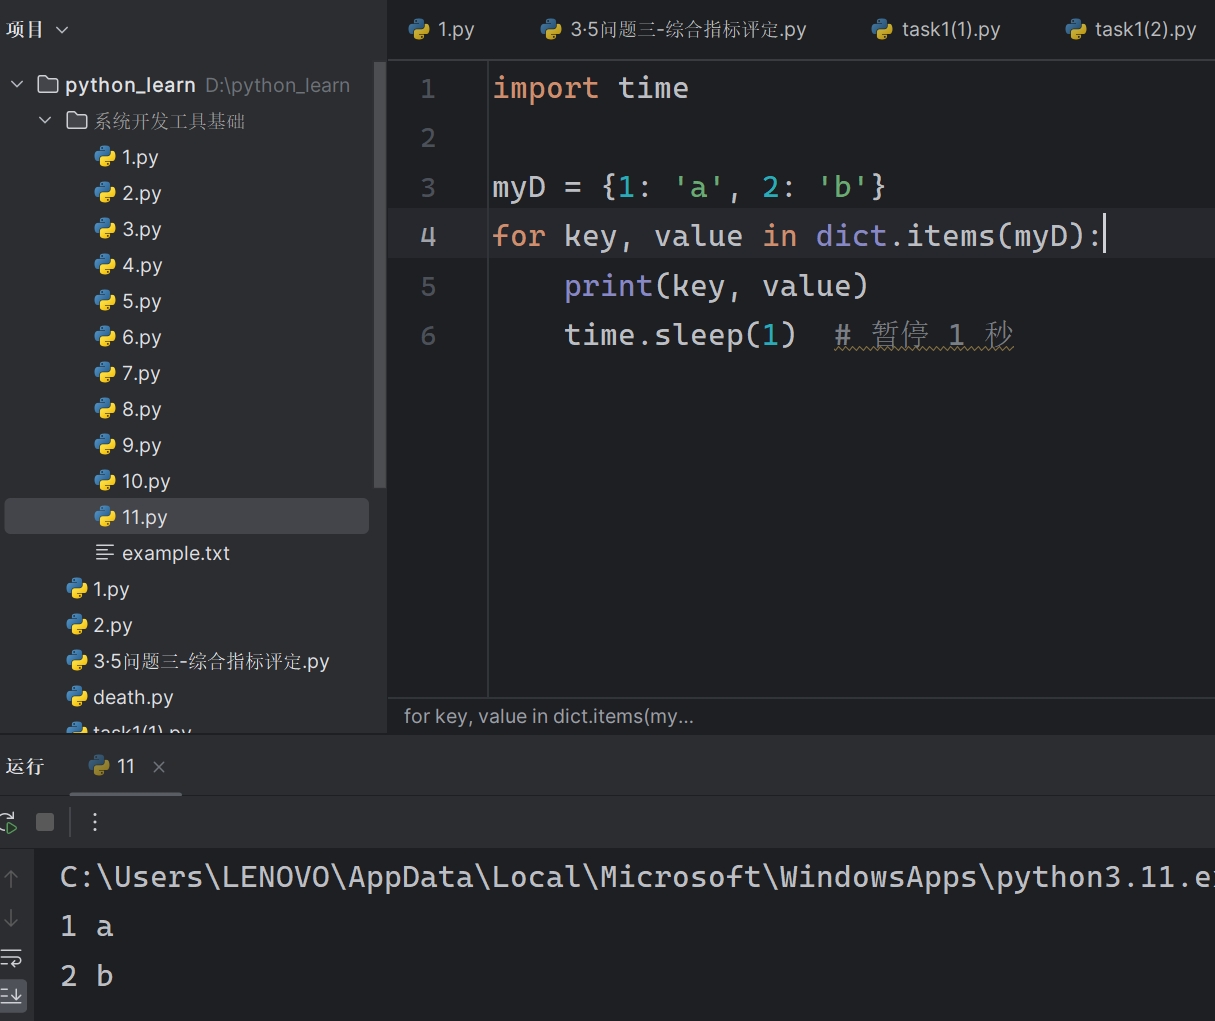 项目
1.py
3·5问题三-综合指标评定.py
task1(1).py
task1(2).py
python_learn D:\python_learn
系统开发工具基础
1.py
2.py
3.py
4.py
5.py
6.py
7.py
8.py
9.py
10.py
11.py
example.txt
1.py
2.py
3·5问题三-综合指标评定.py
death.py
task1(1).py
1 import time
2
3 myD = {1: 'a', 2: 'b'}
4 for key, value in dict.items(myD):
5     print(key, value)
6     time.sleep(1)  # 暂停 1 秒
for key, value in dict.items(my...
运行
11
C:\Users\LENOVO\AppData\Local\Microsoft\WindowsApps\python3.11.e
1 a
2 b